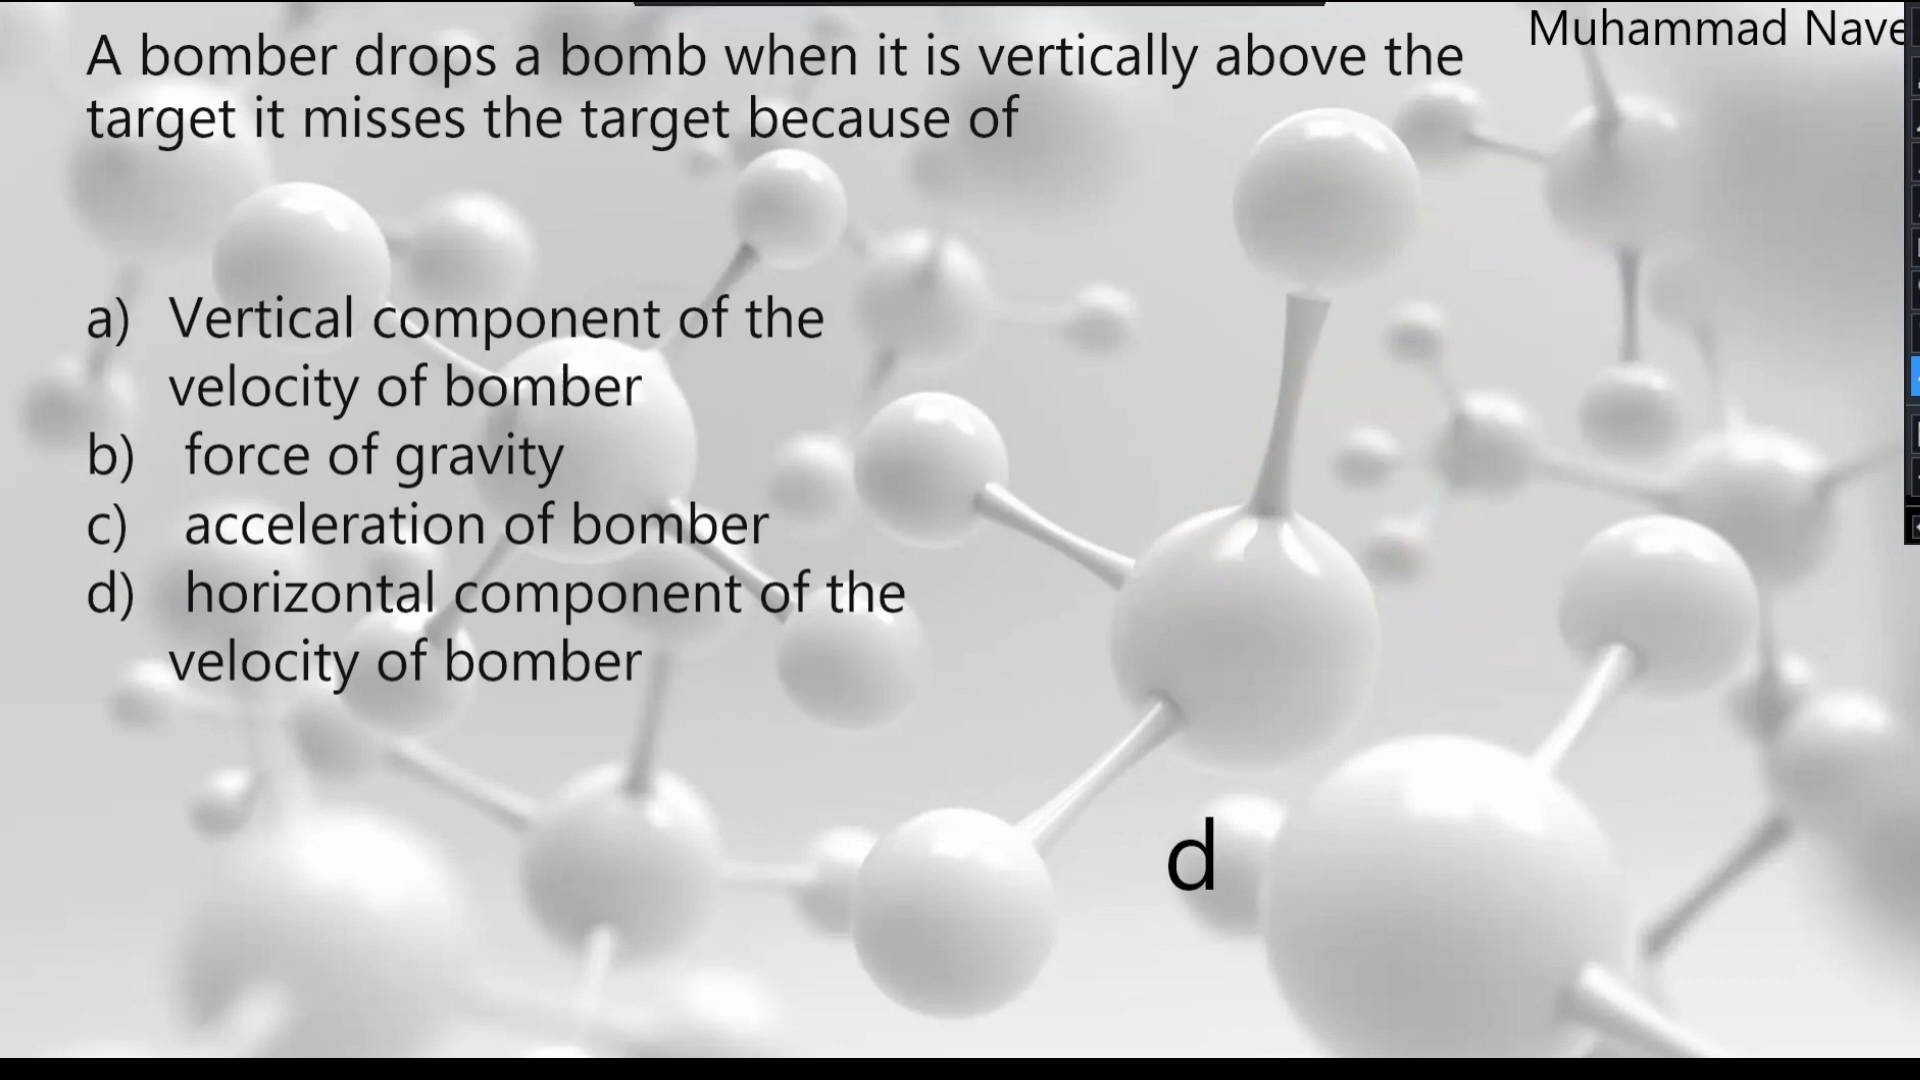 Muhammad Nave
A bomber drops a bomb when it is vertically above the
target it misses the target because of
a) Vertical component of the
velocity of bomber
b) force of gravity
c) acceleration of bomber
d) horizontal component of the
velocity of bomber
d